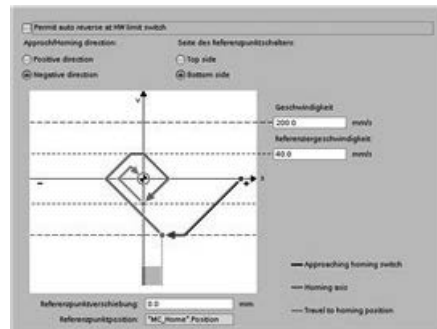 Permit auto reverse at HW limit switch
Approch/Homing direction:
Seite des Referenzpunktschalters:
Positive direction
Top side
Negative direction
Bottom side
v
Geschwindigkeit
200.0 mm/s
Referenziergeschwindigkeit:
40.0 mm/s
- + x
Approaching homing switch
Homing axis
Travel to homing position
Referenzpunktverschiebung: 0.0 mm
Referenzpunktposition: "MC_Home".Position